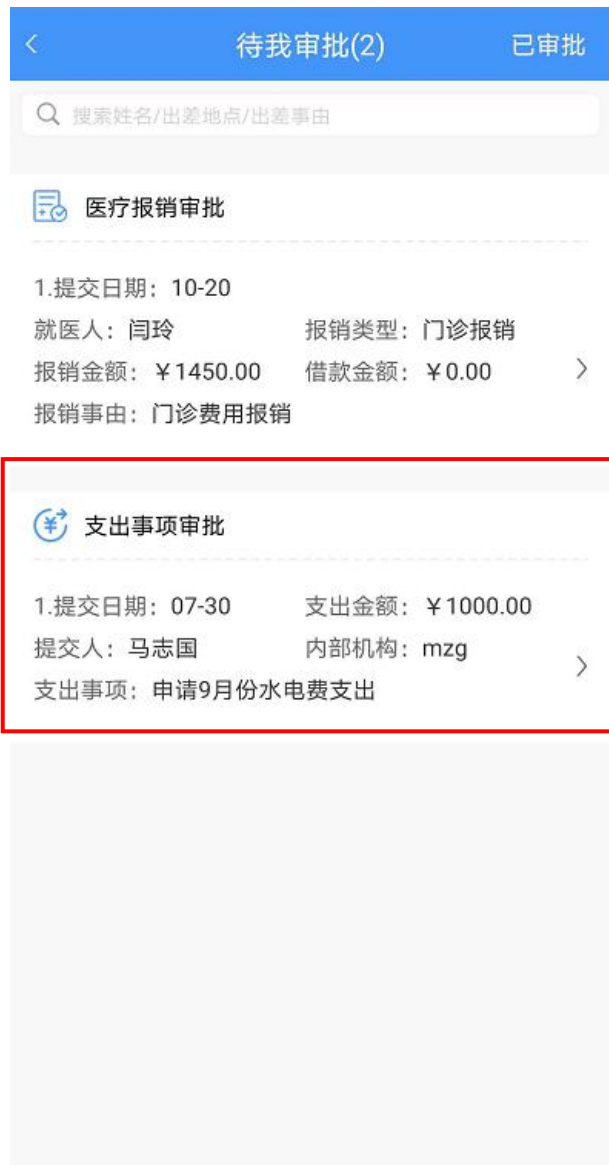 待我审批(2) 已审批
搜索姓名/出差地点/出差事由
医疗报销审批
1.提交日期：10-20
就医人：闫玲 报销类型：门诊报销
报销金额：￥1450.00 借款金额：￥0.00
报销事由：门诊费用报销
支出事项审批
1.提交日期：07-30 支出金额：￥1000.00
提交人：马志国 内部机构：mzg
支出事项：申请9月份水电费支出